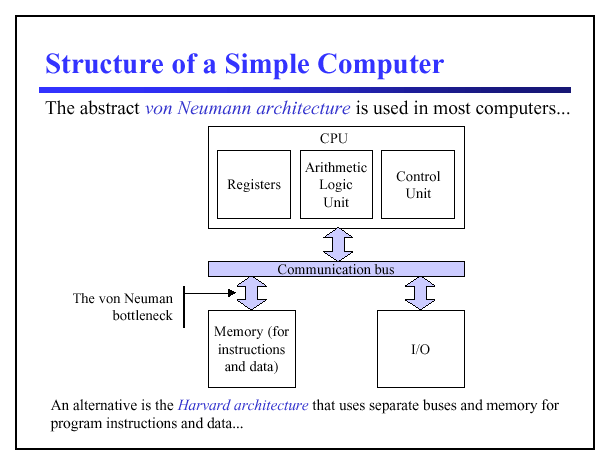 Structure of a Simple Computer
The abstract von Neumann architecture is used in most computers...
CPU
Registers
Arithmetic
Logic
Unit
Control
Unit
Communication bus
The von Neuman
bottleneck
Memory (for
instructions
and data)
I/O
An alternative is the Harvard architecture that uses separate buses and memory for
program instructions and data...